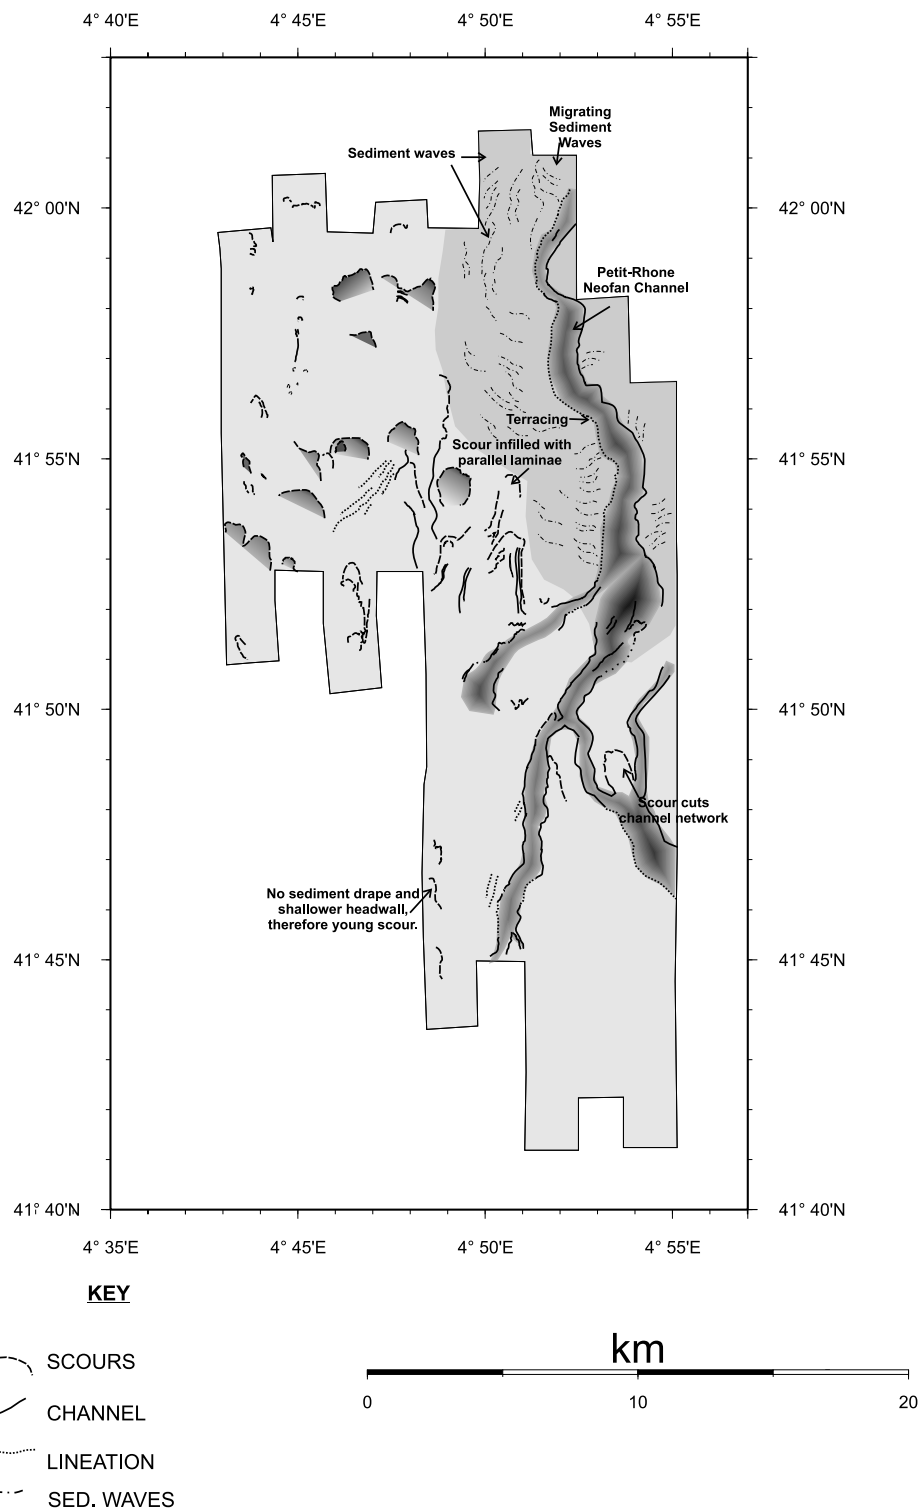 4° 40'E 4° 45'E 4° 50'E 4° 55'E
Migrating
Sediment
Waves
Sediment waves
42° 00'N 42° 00'N
Petit-Rhone
Neofan Channel
Terracing
Scour infilled with
parallel laminae
41° 55'N 41° 55'N
41° 50'N 41° 50'N
Scour cuts
channel network
No sediment drape and
shallower headwall,
therefore young scour.
41° 45'N 41° 45'N
41° 40'N 41° 40'N
4° 35'E 4° 45'E 4° 50'E 4° 55'E
KEY
km
SCOURS
0 10 20
CHANNEL
LINEATION
SED. WAVES